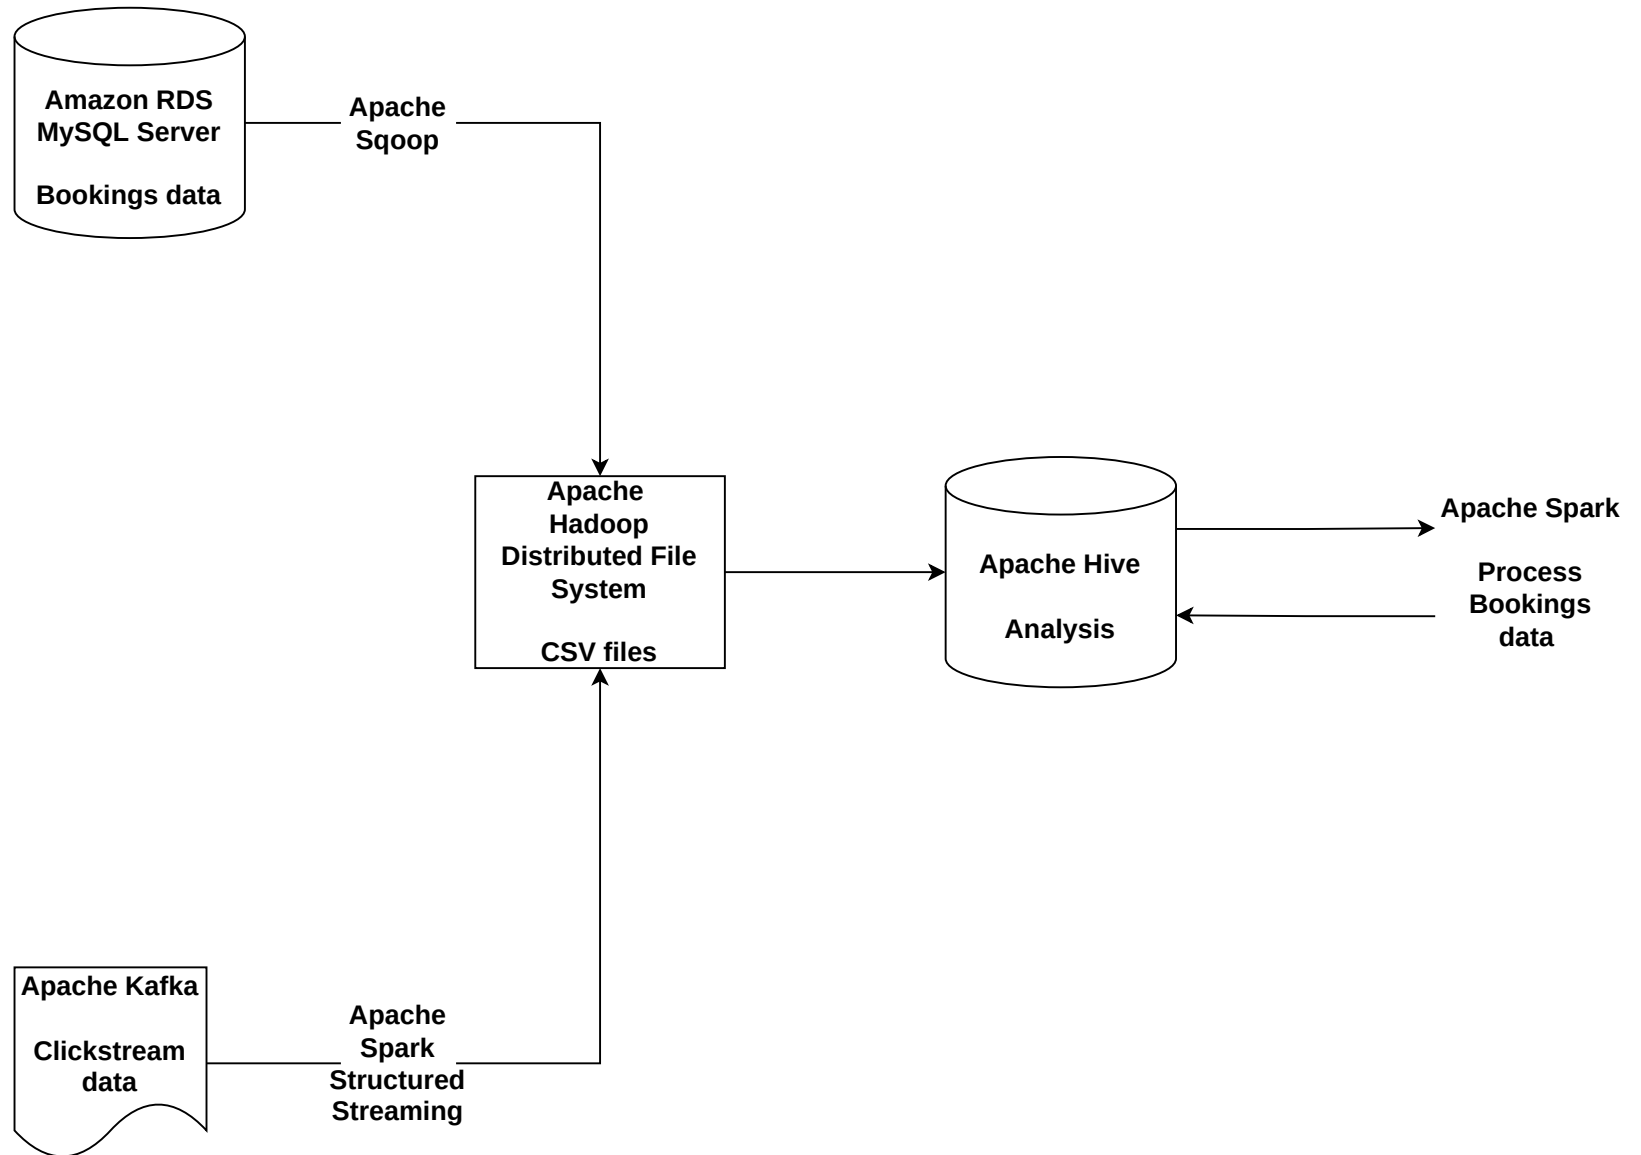 Amazon RDS
MySQL Server
Bookings data
Apache
Sqoop
Apache
Hadoop
Distributed File
System
CSV files
Apache Hive
Analysis
Apache Spark
Process
Bookings
data
Apache Kafka
Clickstream
data
Apache
Spark
Structured
Streaming